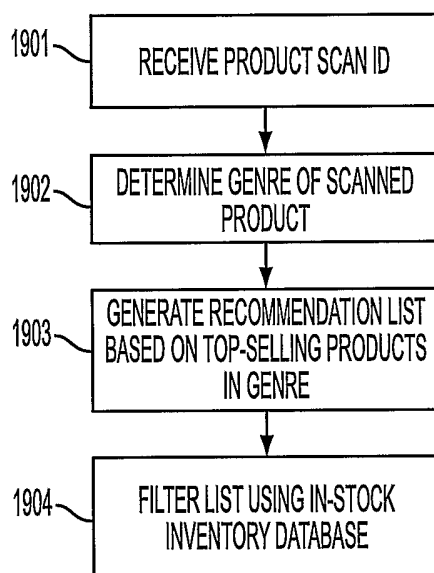 1901
RECEIVE PRODUCT SCAN ID
1902
DETERMINE GENRE OF SCANNED
PRODUCT
1903
GENERATE RECOMMENDATION LIST
BASED ON TOP-SELLING PRODUCTS
IN GENRE
1904
FILTER LIST USING IN-STOCK
INVENTORY DATABASE